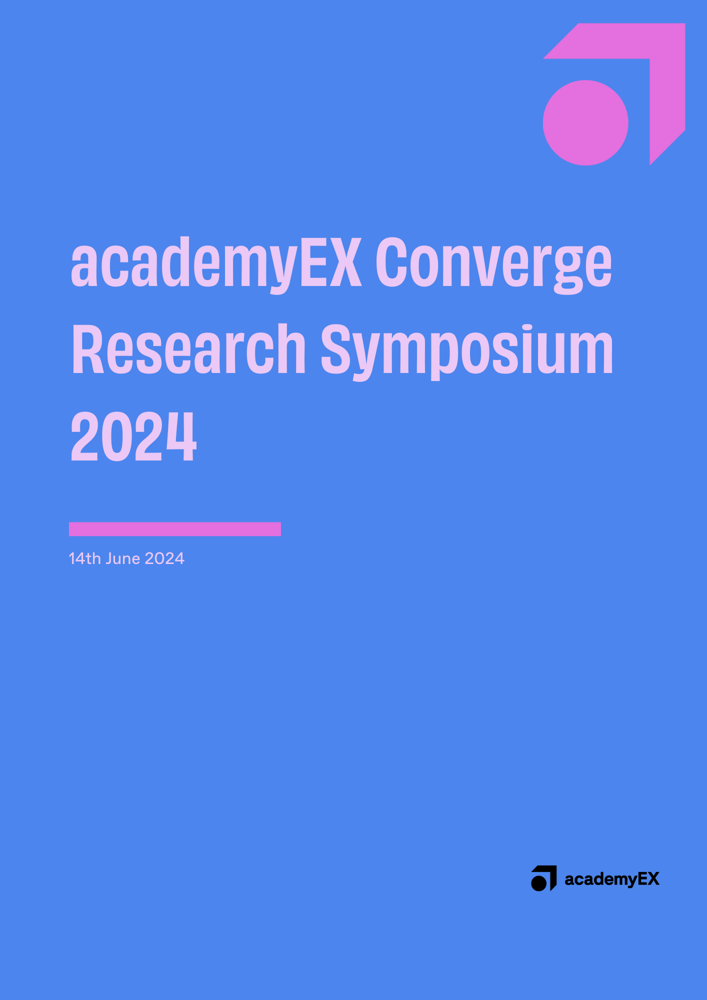 academyEX Converge
Research Symposium
2024
14th June 2024
academyEX